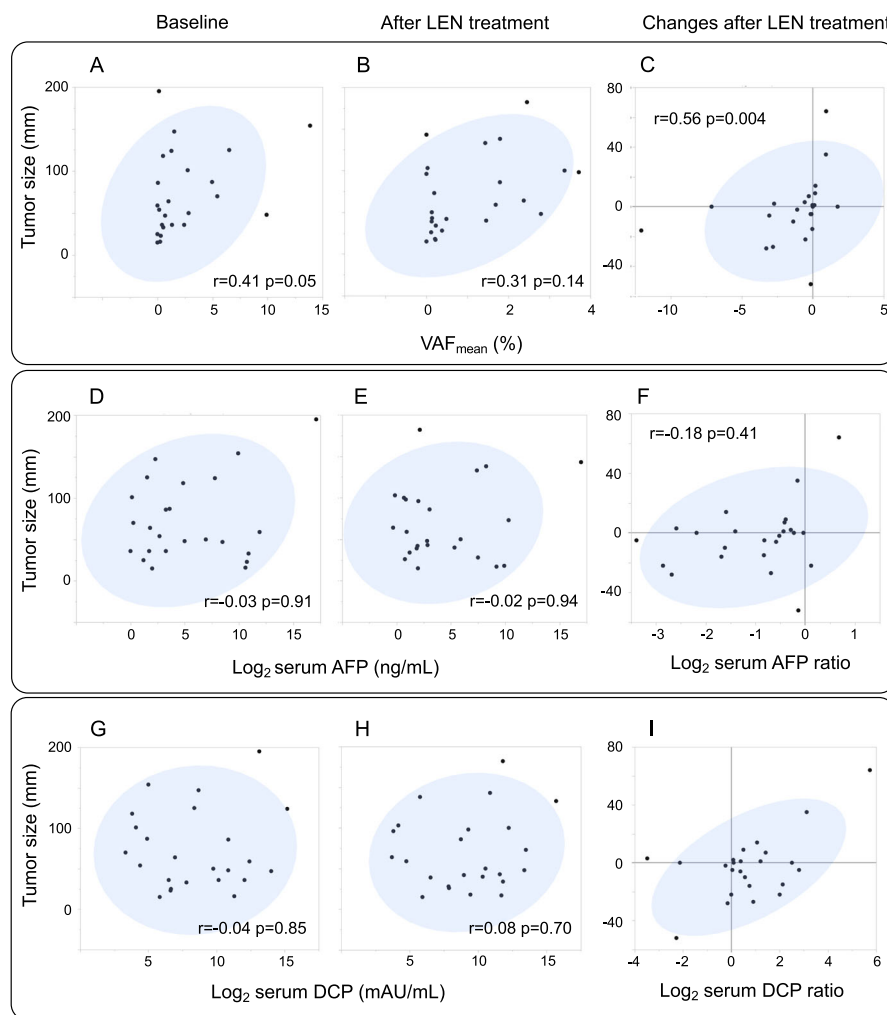 Baseline After LEN treatment Changes after LEN treatment
A B C
Tumor size (mm)
200
100
0
r=0.41 p=0.05
0 5 10 15
r=0.31 p=0.14
0 1 2 3 4
80
40
0
-40
r=0.56 p=0.004
-10 -5 0 5
VAFmean (%)
D E F
Tumor size (mm)
200
100
0
r=-0.03 p=0.91
0 5 10 15
r=-0.02 p=0.94
0 5 10 15
80
40
0
-40
r=-0.18 p=0.41
-3 -2 -1 0 1
Log2 serum AFP (ng/mL) Log2 serum AFP ratio
G H I
Tumor size (mm)
200
100
0
r=-0.04 p=0.85
5 10 15
r=0.08 p=0.70
5 10 15
80
40
0
-40
-4 -2 0 2 4 6
Log2 serum DCP (mAU/mL) Log2 serum DCP ratio